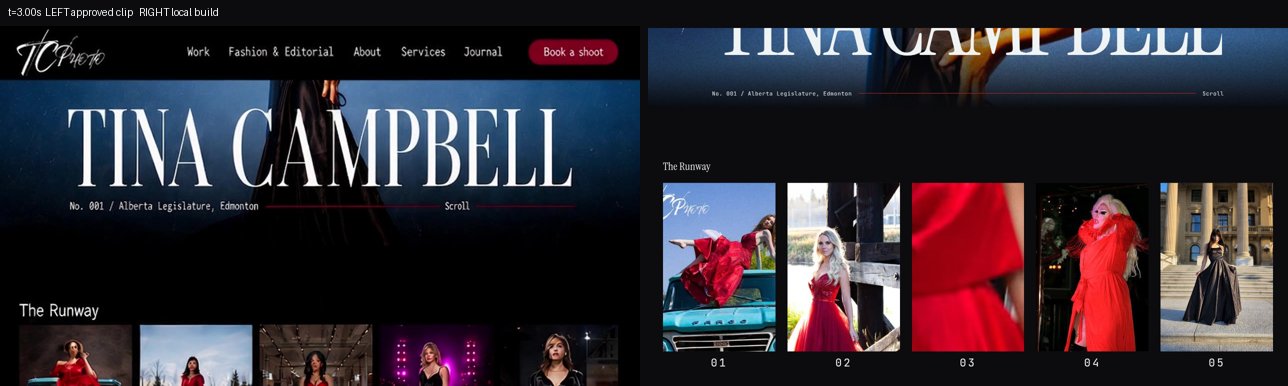 t=3.00s LEFT approved clip RIGHT local build
TCPhoto
Work Fashion & Editorial About Services Journal Book a shoot
TINA CAMPBELL
No. 001 / Alberta Legislature, Edmonton Scroll
The Runway
TINA CAMPBELL
No. 001 / Alberta Legislature, Edmonton Scroll
The Runway
CPhoto
01 02 03 04 05